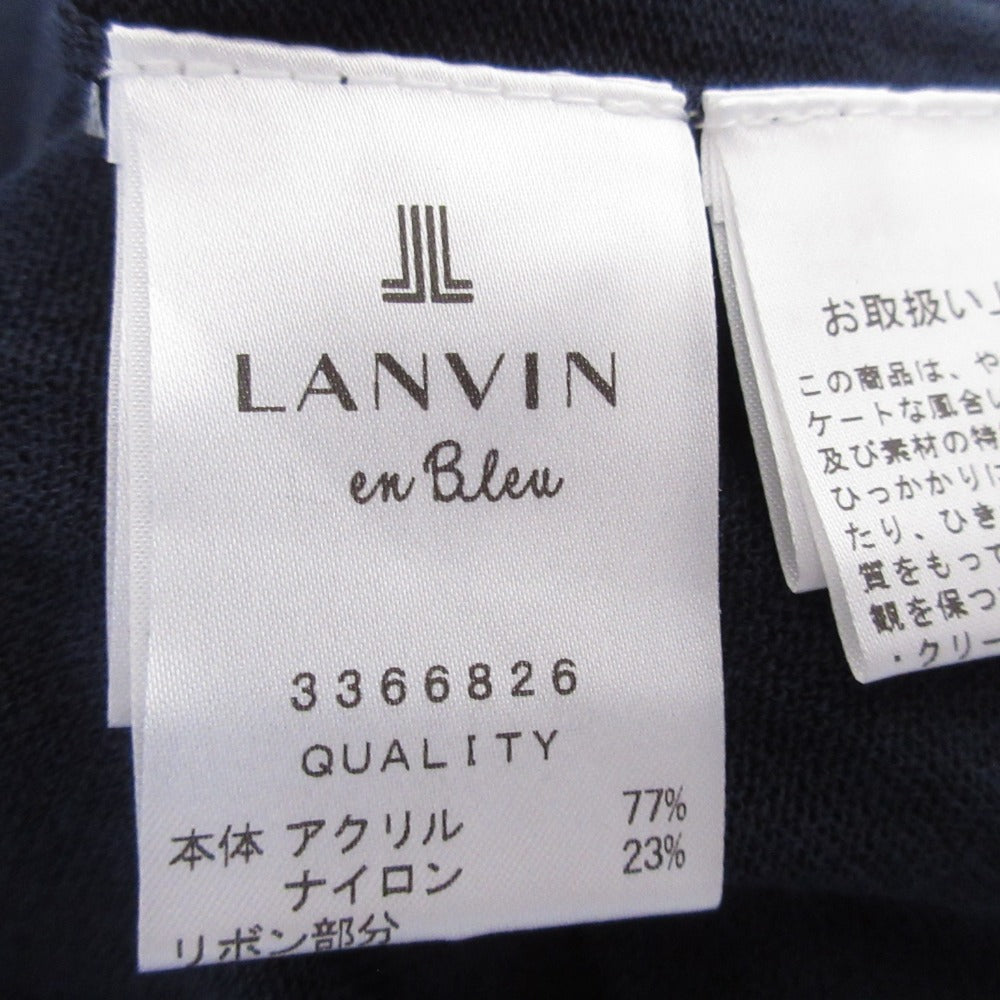 LANVIN
en Bleu
3366826
QUALITY
本体 アクリル 77%
ナイロン 23%
リボン部分
お取扱い上
この商品は、や
ケートな風合い
及び素材の特
ひっかかりは
たり、ひき
質をもって
観を保つ
・クリー